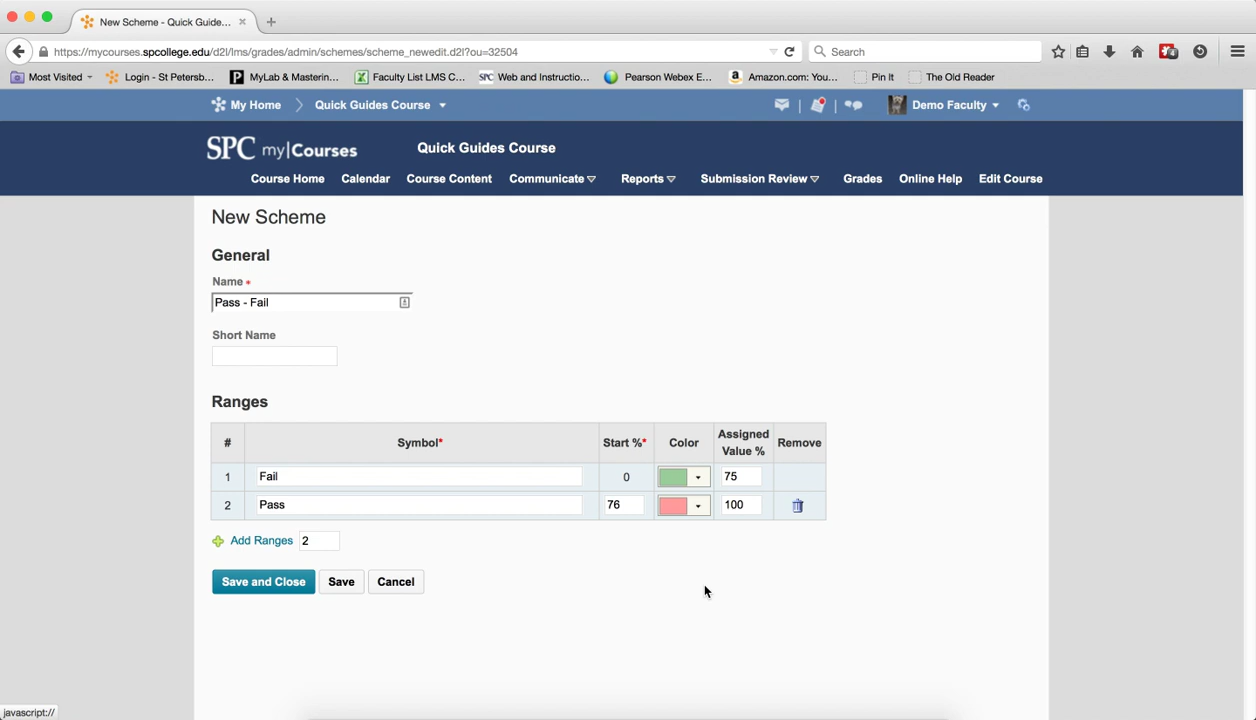 New Scheme - Quick Guide...
https://mycourses.spcollege.edu/d2l/lms/grades/admin/schemes/scheme_newedit.d2l?ou=32504
Search
Most Visited
Login - St Petersb...
MyLab & Masterin...
Faculty List LMS C...
SPC Web and Instructio...
Pearson Webex E...
Amazon.com: You...
Pin It
The Old Reader
My Home
Quick Guides Course
Demo Faculty
SPC my|Courses
Quick Guides Course
Course Home
Calendar
Course Content
Communicate
Reports
Submission Review
Grades
Online Help
Edit Course
New Scheme
General
Name *
Pass - Fail
Short Name
Ranges
# Symbol* Start %* Color Assigned Value % Remove
1 Fail 0 75
2 Pass 76 100
Add Ranges 2
Save and Close
Save
Cancel
javascript://